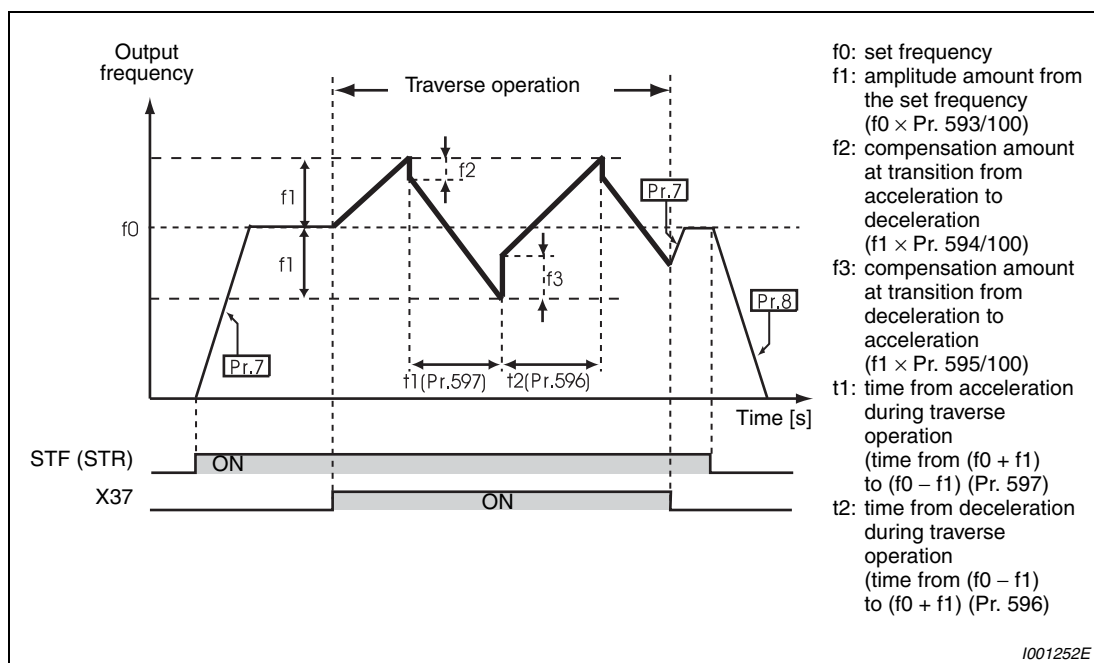 Output
frequency
Traverse operation
f2
f1
Pr.7
f0
f1
f3
Pr.8
Pr.7
t1(Pr.597)
t2(Pr.596)
Time [s]
STF (STR)
ON
X37
ON
f0: set frequency
f1: amplitude amount from
the set frequency
(f0 × Pr. 593/100)
f2: compensation amount
at transition from
acceleration to
deceleration
(f1 × Pr. 594/100)
f3: compensation amount
at transition from
deceleration to
acceleration
(f1 × Pr. 595/100)
t1: time from acceleration
during traverse
operation
(time from (f0 + f1)
to (f0 – f1) (Pr. 597)
t2: time from deceleration
during traverse
operation
(time from (f0 – f1)
to (f0 + f1) (Pr. 596)
I001252E